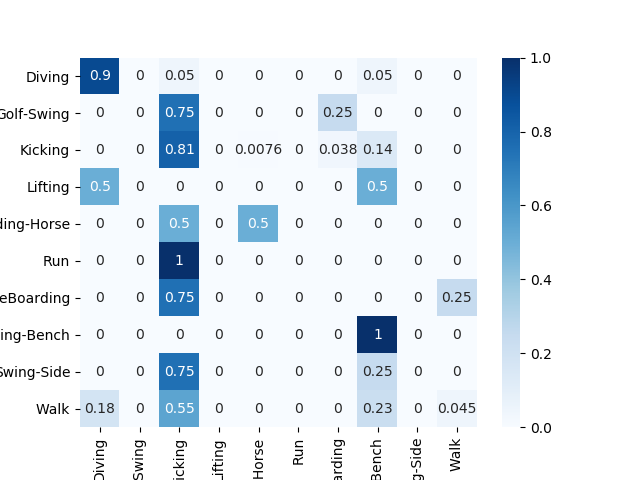 Diving 0.9 0 0.05 0 0 0 0 0.05 0 0
Golf-Swing 0 0 0.75 0 0 0 0.25 0 0 0
Kicking 0 0 0.81 0 0.0076 0 0.038 0.14 0 0
Lifting 0.5 0 0 0 0 0 0 0.5 0 0
ding-Horse 0 0 0.5 0 0.5 0 0 0 0 0
Run 0 0 1 0 0 0 0 0 0 0
eBoarding 0 0 0.75 0 0 0 0 0 0 0.25
ing-Bench 0 0 0 0 0 0 0 1 0 0
Swing-Side 0 0 0.75 0 0 0 0 0.25 0 0
Walk 0.18 0 0.55 0 0 0 0 0.23 0 0.045
Diving Swing icking ifting Horse Run arding Bench g-Side Walk
1.0
0.8
0.6
0.4
0.2
0.0